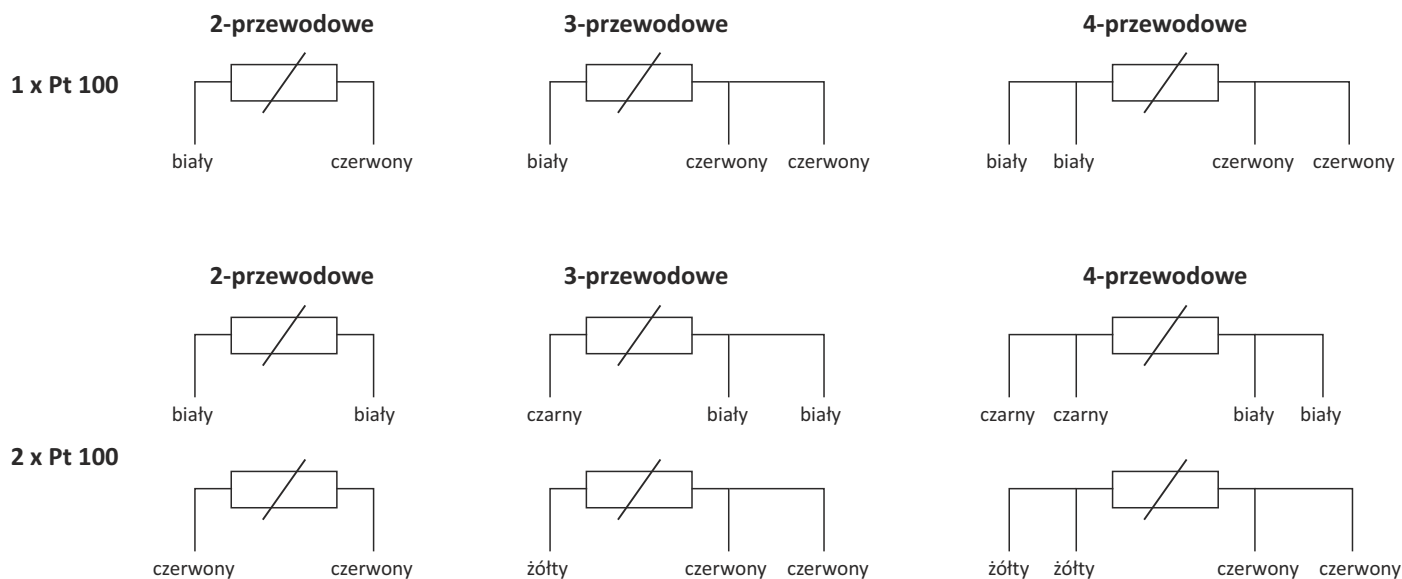 2-przewodowe 3-przewodowe 4-przewodowe
1 x Pt 100
biały czerwony biały czerwony czerwony biały biały czerwony czerwony
2-przewodowe 3-przewodowe 4-przewodowe
biały biały czarny biały biały czarny czarny biały biały
2 x Pt 100
czerwony czerwony żółty czerwony czerwony żółty żółty czerwony czerwony